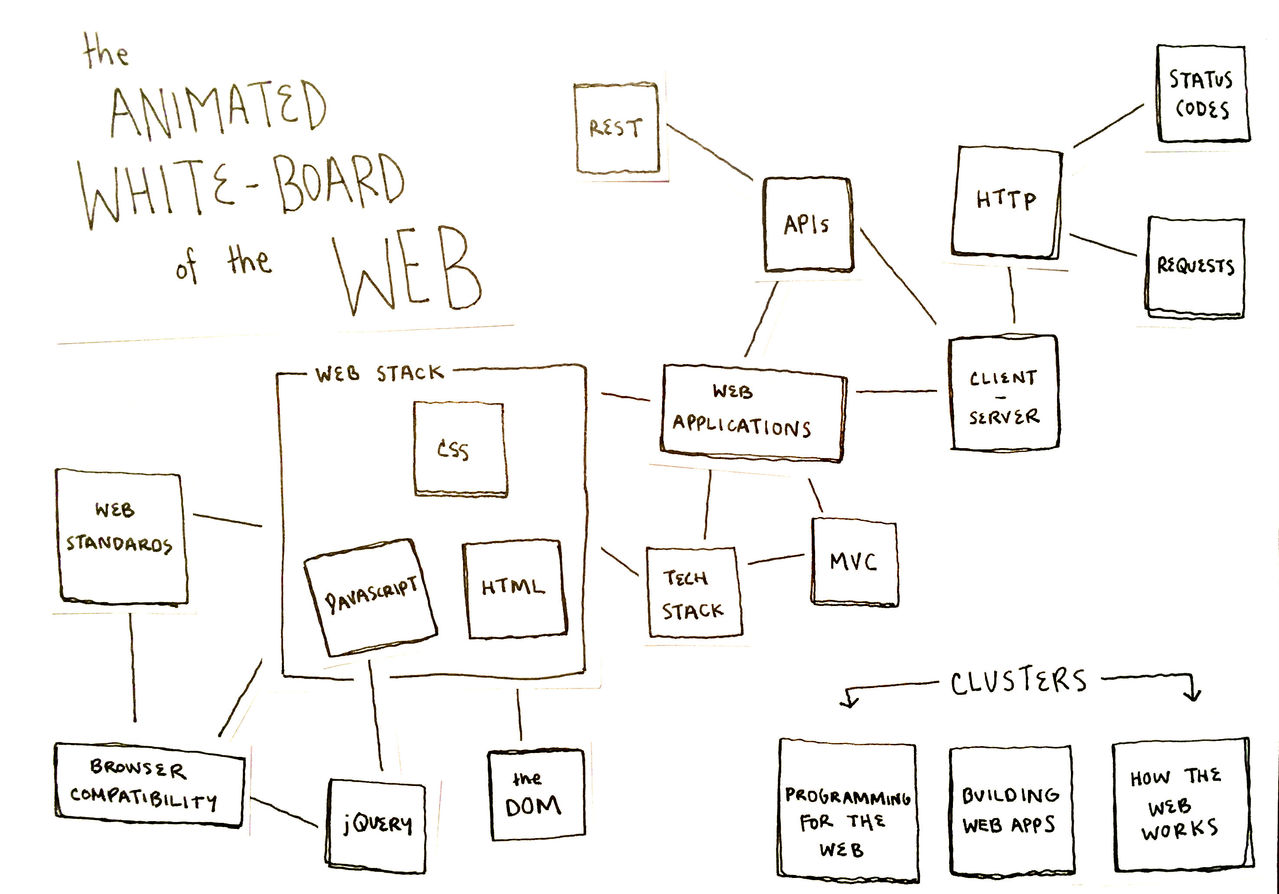 the
ANIMATED
WHITE-BOARD
of the WEB
REST
APIs
HTTP
STATUS
CODES
REQUESTS
CLIENT
-
SERVER
WEB
APPLICATIONS
TECH
STACK
MVC
WEB STACK
CSS
JAVASCRIPT
HTML
WEB
STANDARDS
BROWSER
COMPATIBILITY
jQUERY
the
DOM
CLUSTERS
PROGRAMMING
FOR THE
WEB
BUILDING
WEB APPS
HOW THE
WEB
WORKS